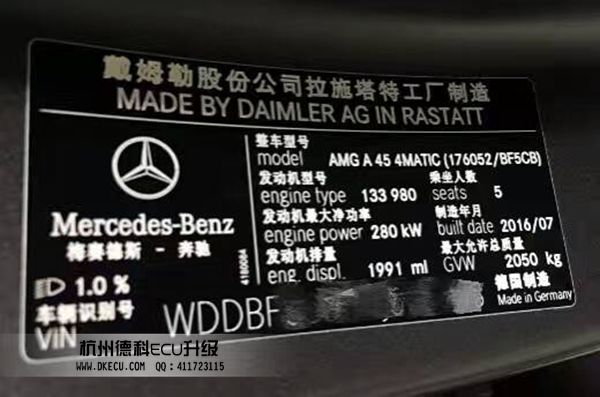 戴姆勒股份公司拉施塔特工厂制造
MADE BY DAIMLER AG IN RASTATT
整车型号
model AMG A 45 4MATIC (176052/BF5CB)
发动机型号 乘坐人数
engine type 133 980 seats 5
发动机最大净功率 制造年月
engine power 280 kW built date 2016/07
发动机排量 最大允许总质量
eng. displ. 1991 ml GVW 2050 kg
德国制造
Made in Germany
Mercedes-Benz
梅赛德斯 - 奔驰
4180084
1.0 %
车辆识别号
VIN WDDBF
杭州德科ECU升级
WWW.DKECU.COM QQ:411723115